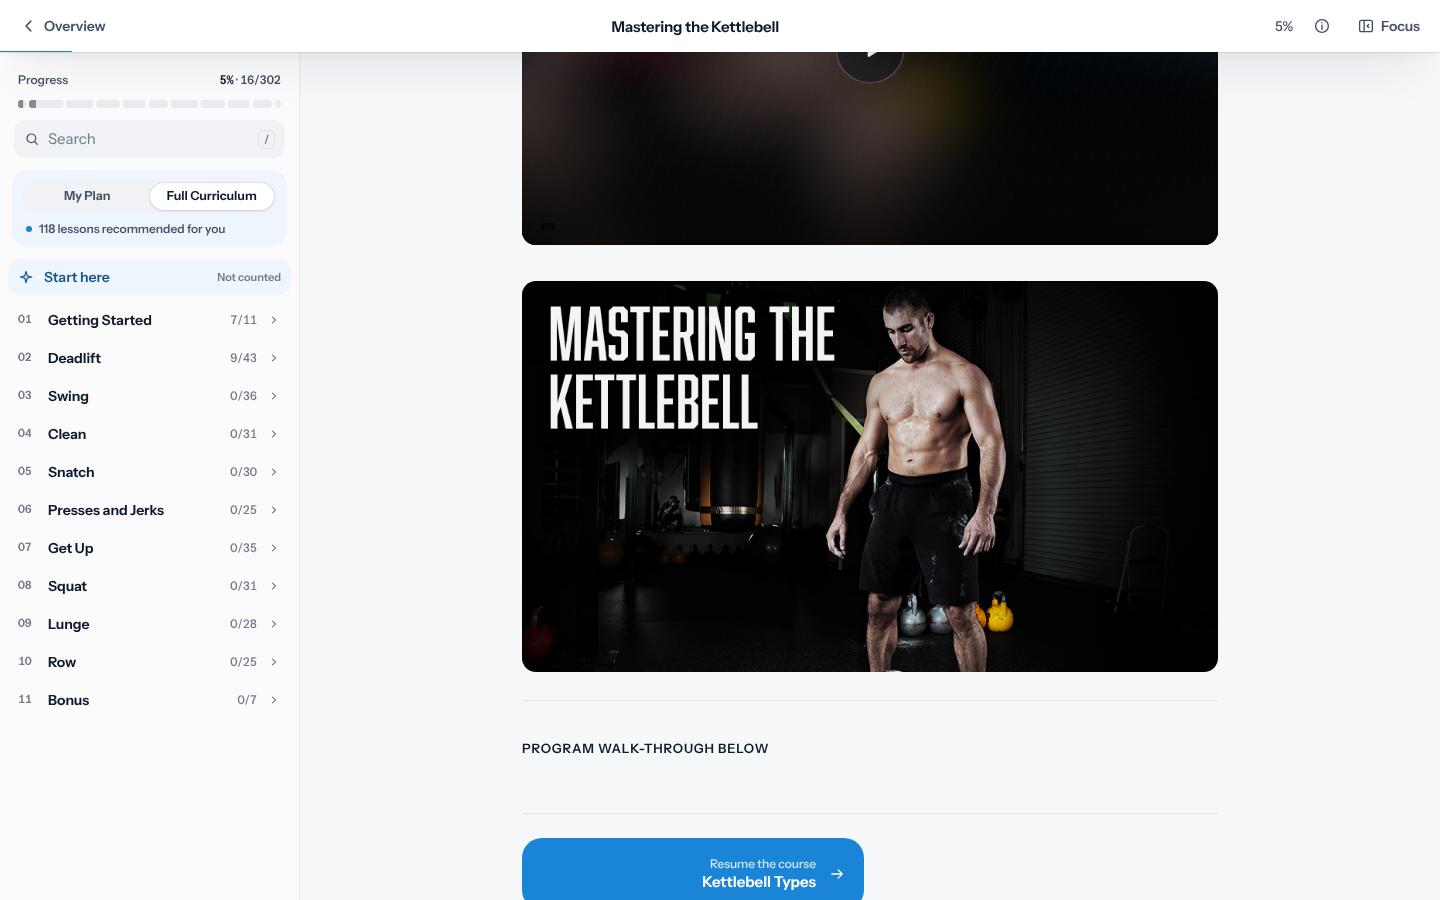 Overview
Mastering the Kettlebell
5%
Focus
Progress
5% · 16/302
Search
/
My Plan
Full Curriculum
118 lessons recommended for you
Start here
Not counted
01 Getting Started 7/11
02 Deadlift 9/43
03 Swing 0/36
04 Clean 0/31
05 Snatch 0/30
06 Presses and Jerks 0/25
07 Get Up 0/35
08 Squat 0/31
09 Lunge 0/28
10 Row 0/25
11 Bonus 0/7
MASTERING THE
KETTLEBELL
PROGRAM WALK-THROUGH BELOW
Resume the course
Kettlebell Types